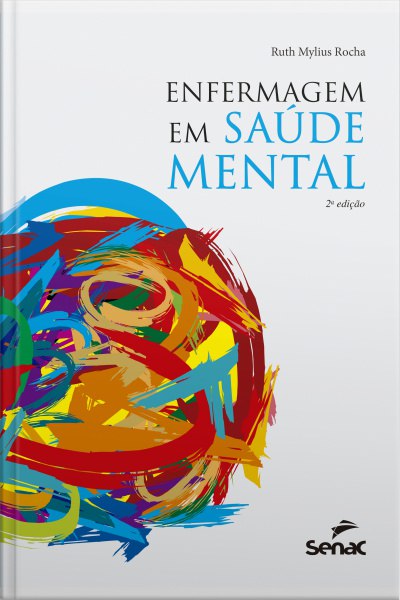 Ruth Mylius Rocha
ENFERMAGEM
EM SAÚDE
MENTAL
2ª edição
Senac